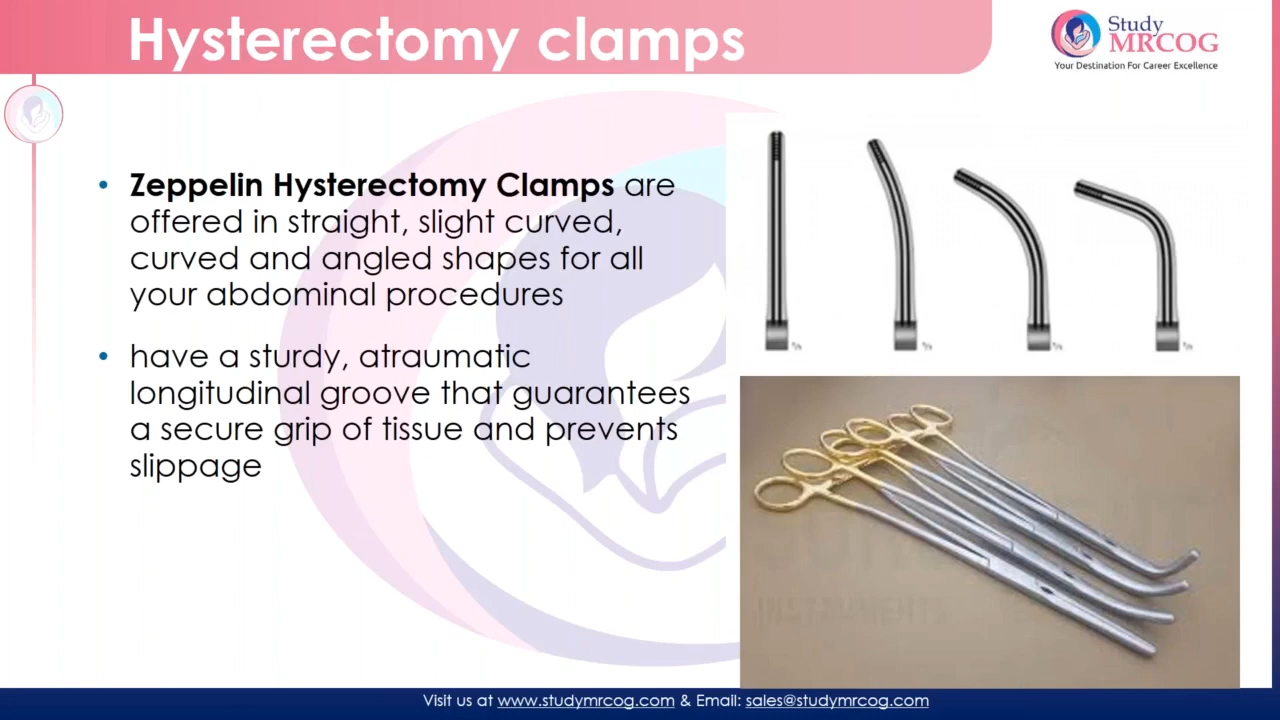 Hysterectomy clamps
Study
MRCOG
Your Destination For Career Excellence
• Zeppelin Hysterectomy Clamps are
offered in straight, slight curved,
curved and angled shapes for all
your abdominal procedures
• have a sturdy, atraumatic
longitudinal groove that guarantees
a secure grip of tissue and prevents
slippage
INSTRUMENTS
Visit us at www.studymrcog.com & Email: sales@studymrcog.com